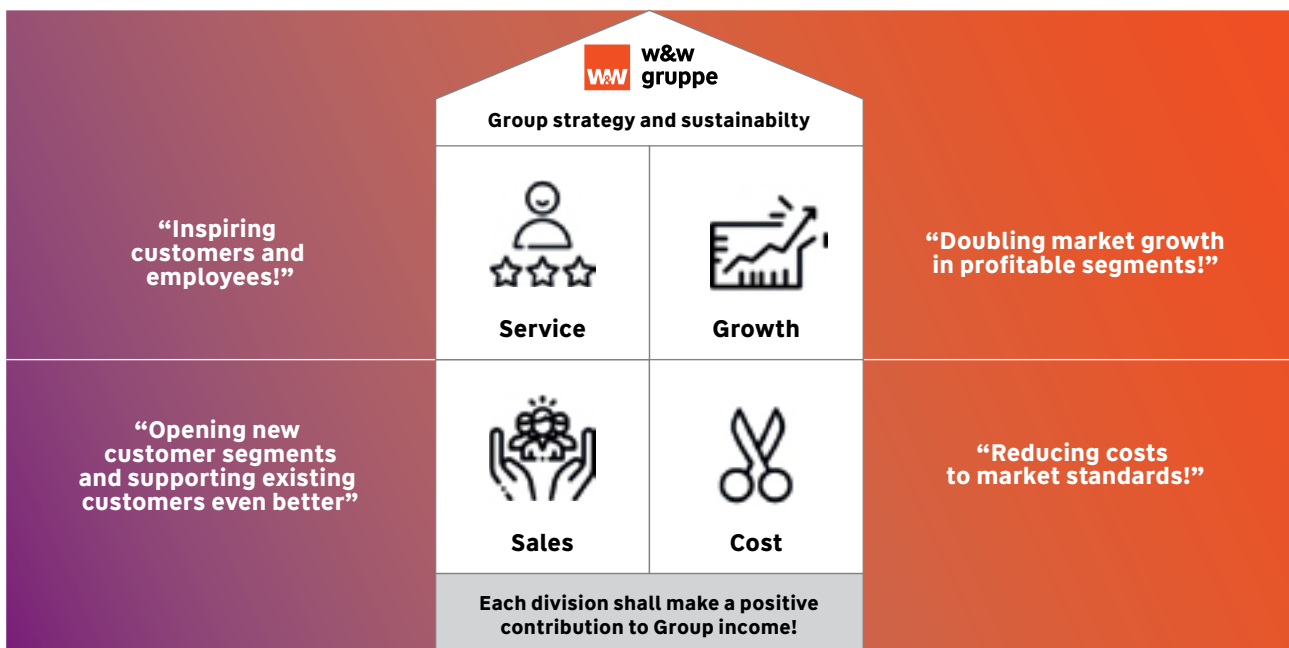 W&W
w&w
gruppe
Group strategy and sustainabilty
“Inspiring
customers and
employees!”
Service
Growth
“Doubling market growth
in profitable segments!”
“Opening new
customer segments
and supporting existing
customers even better”
Sales
Cost
“Reducing costs
to market standards!”
Each division shall make a positive
contribution to Group income!